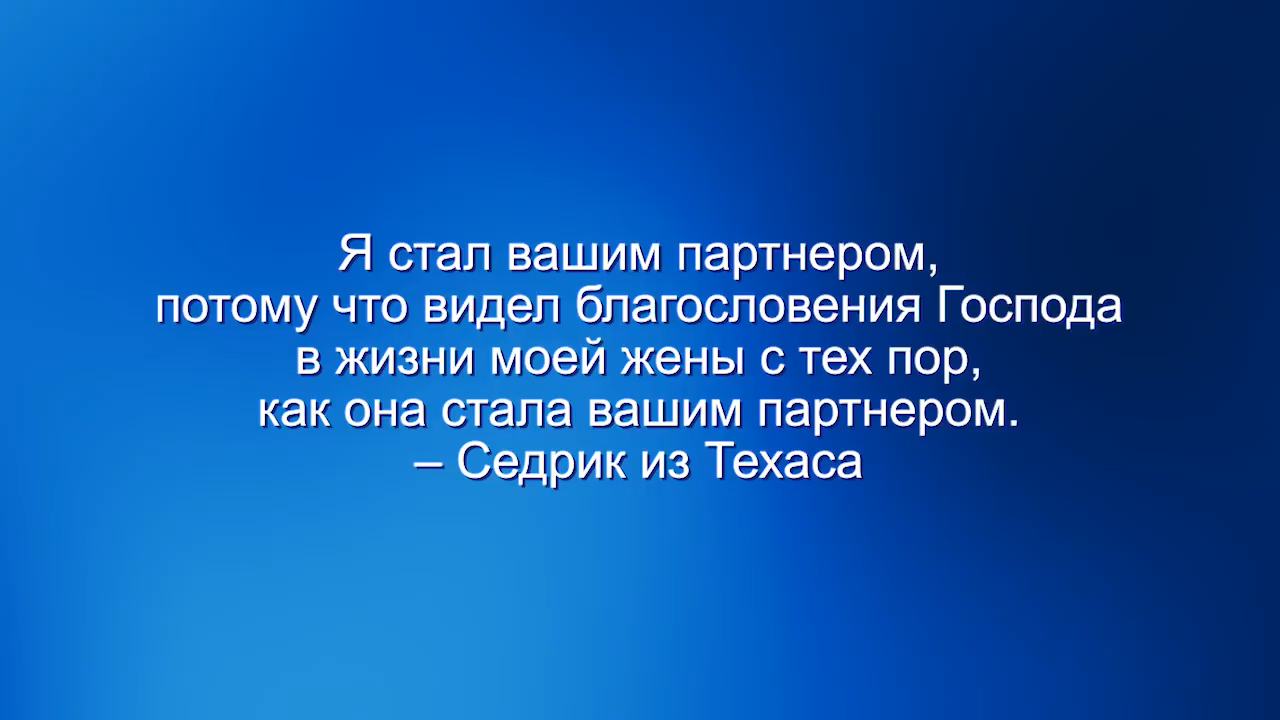 Я стал вашим партнером,
потому что видел благословения Господа
в жизни моей жены с тех пор,
как она стала вашим партнером.
– Седрик из Техаса